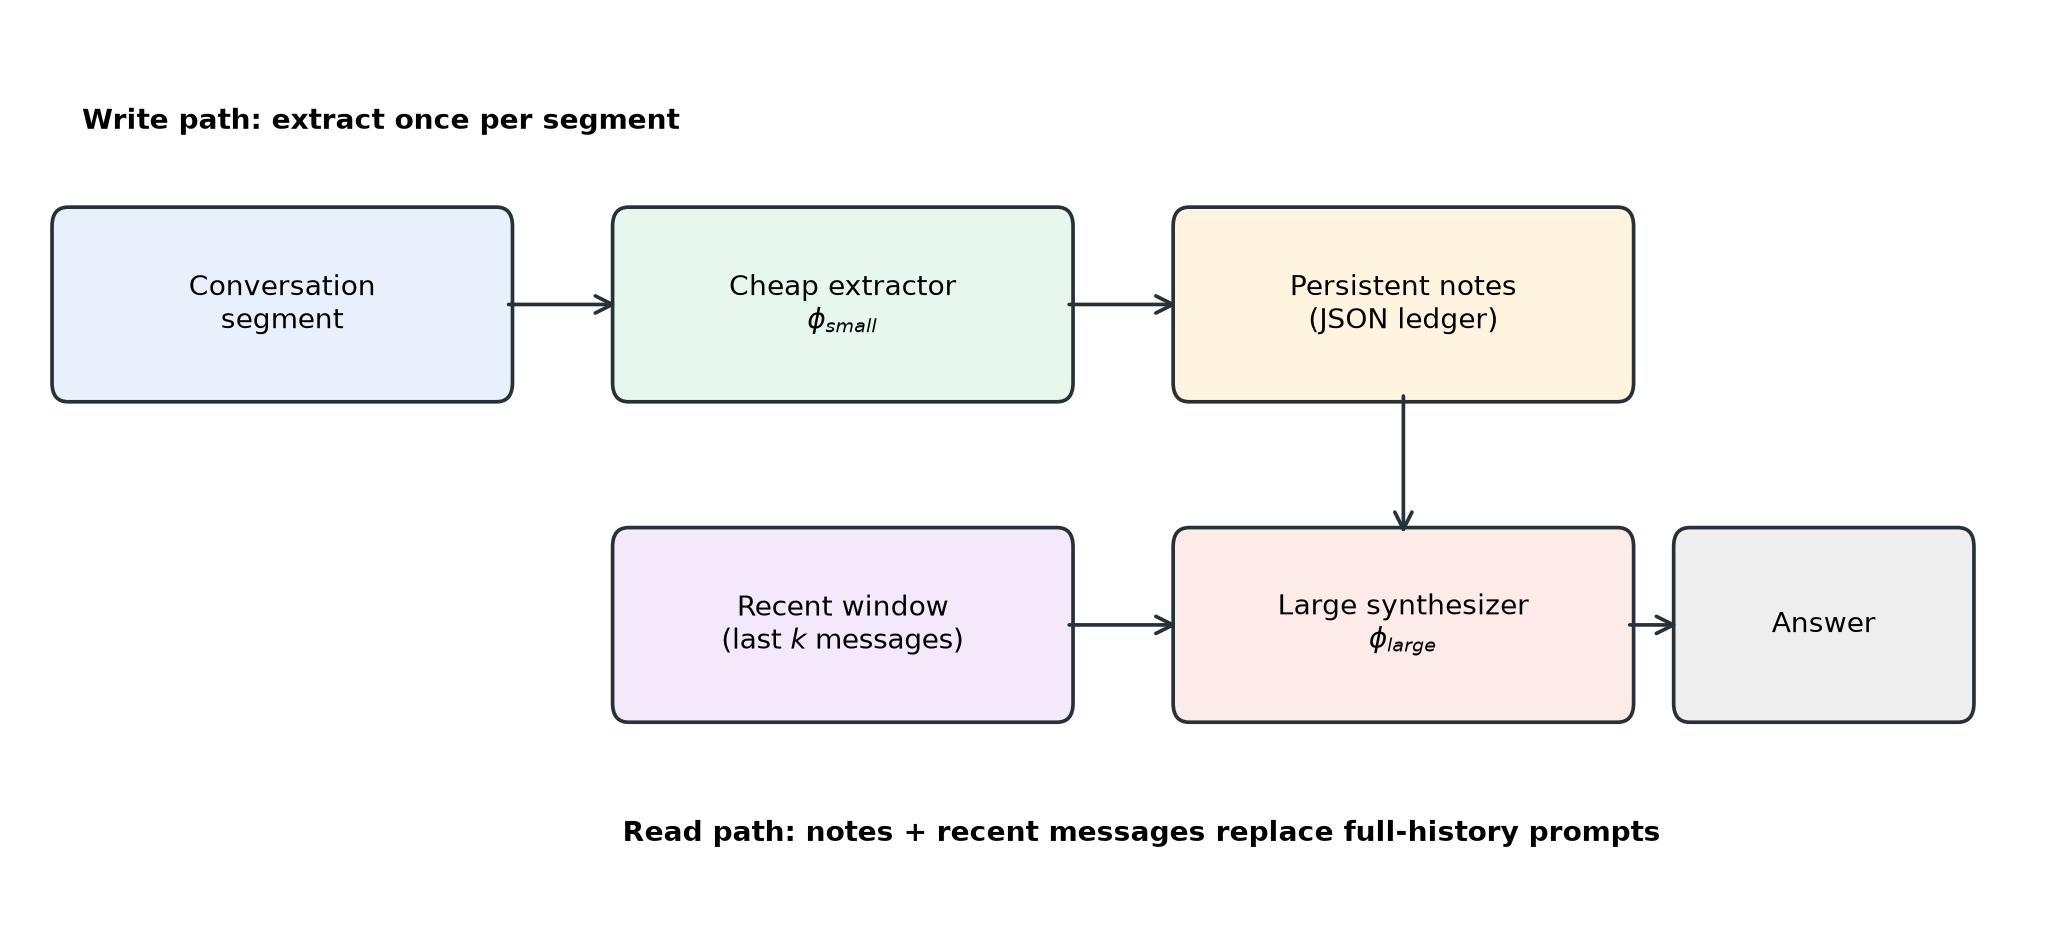 Write path: extract once per segment
Conversation
segment
Cheap extractor
ϕsmall
Persistent notes
(JSON ledger)
Recent window
(last k messages)
Large synthesizer
ϕlarge
Answer
Read path: notes + recent messages replace full-history prompts